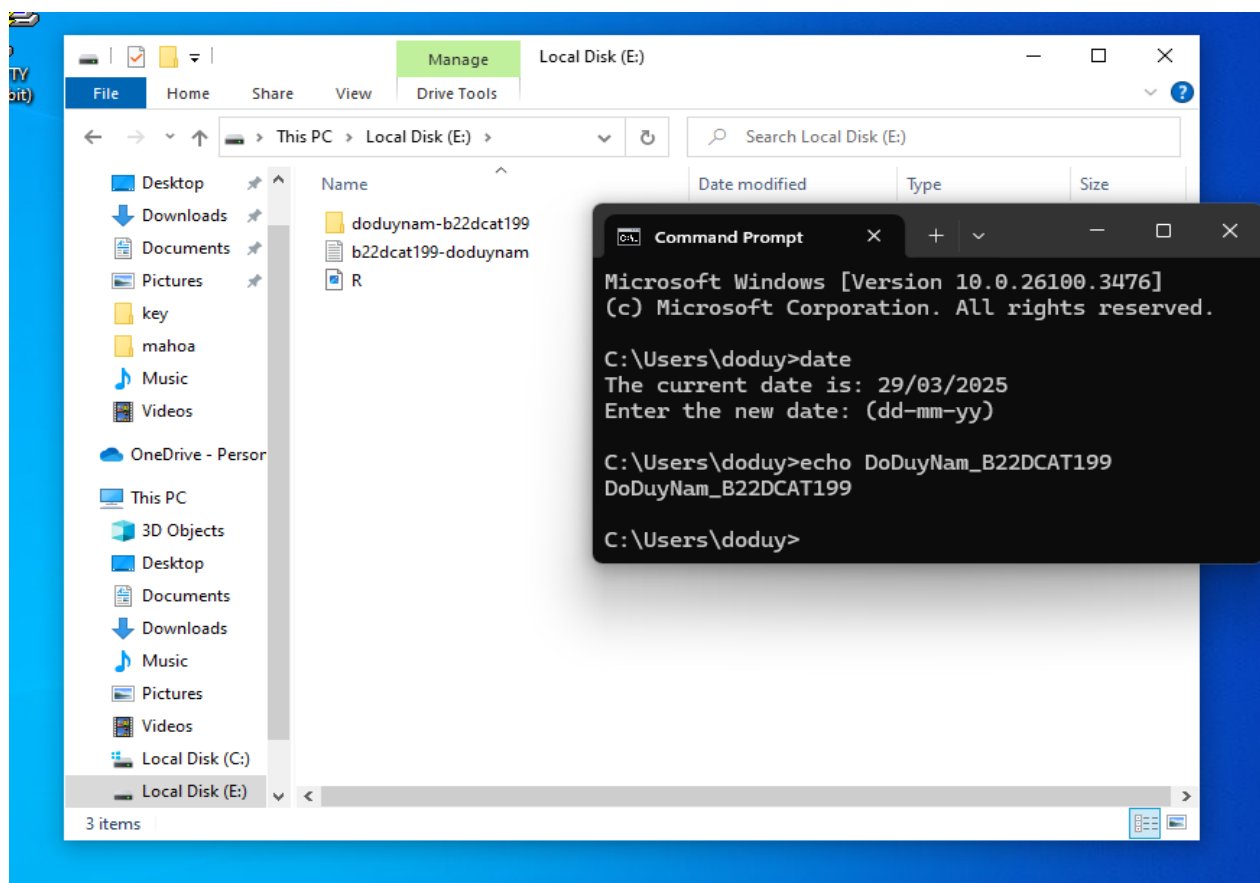 TY
bit)
Manage
Local Disk (E:)
File
Home
Share
View
Drive Tools
This PC > Local Disk (E:) >
Search Local Disk (E:)
Desktop
Downloads
Documents
Pictures
key
mahoa
Music
Videos
OneDrive - Person
This PC
3D Objects
Desktop
Documents
Downloads
Music
Pictures
Videos
Local Disk (C:)
Local Disk (E:)
Name
Date modified
Type
Size
doduynam-b22dcat199
b22dcat199-doduynam
R
3 items
Command Prompt
Microsoft Windows [Version 10.0.26100.3476]
(c) Microsoft Corporation. All rights reserved.
C:\Users\doduy>date
The current date is: 29/03/2025
Enter the new date: (dd-mm-yy)
C:\Users\doduy>echo DoDuyNam_B22DCAT199
DoDuyNam_B22DCAT199
C:\Users\doduy>